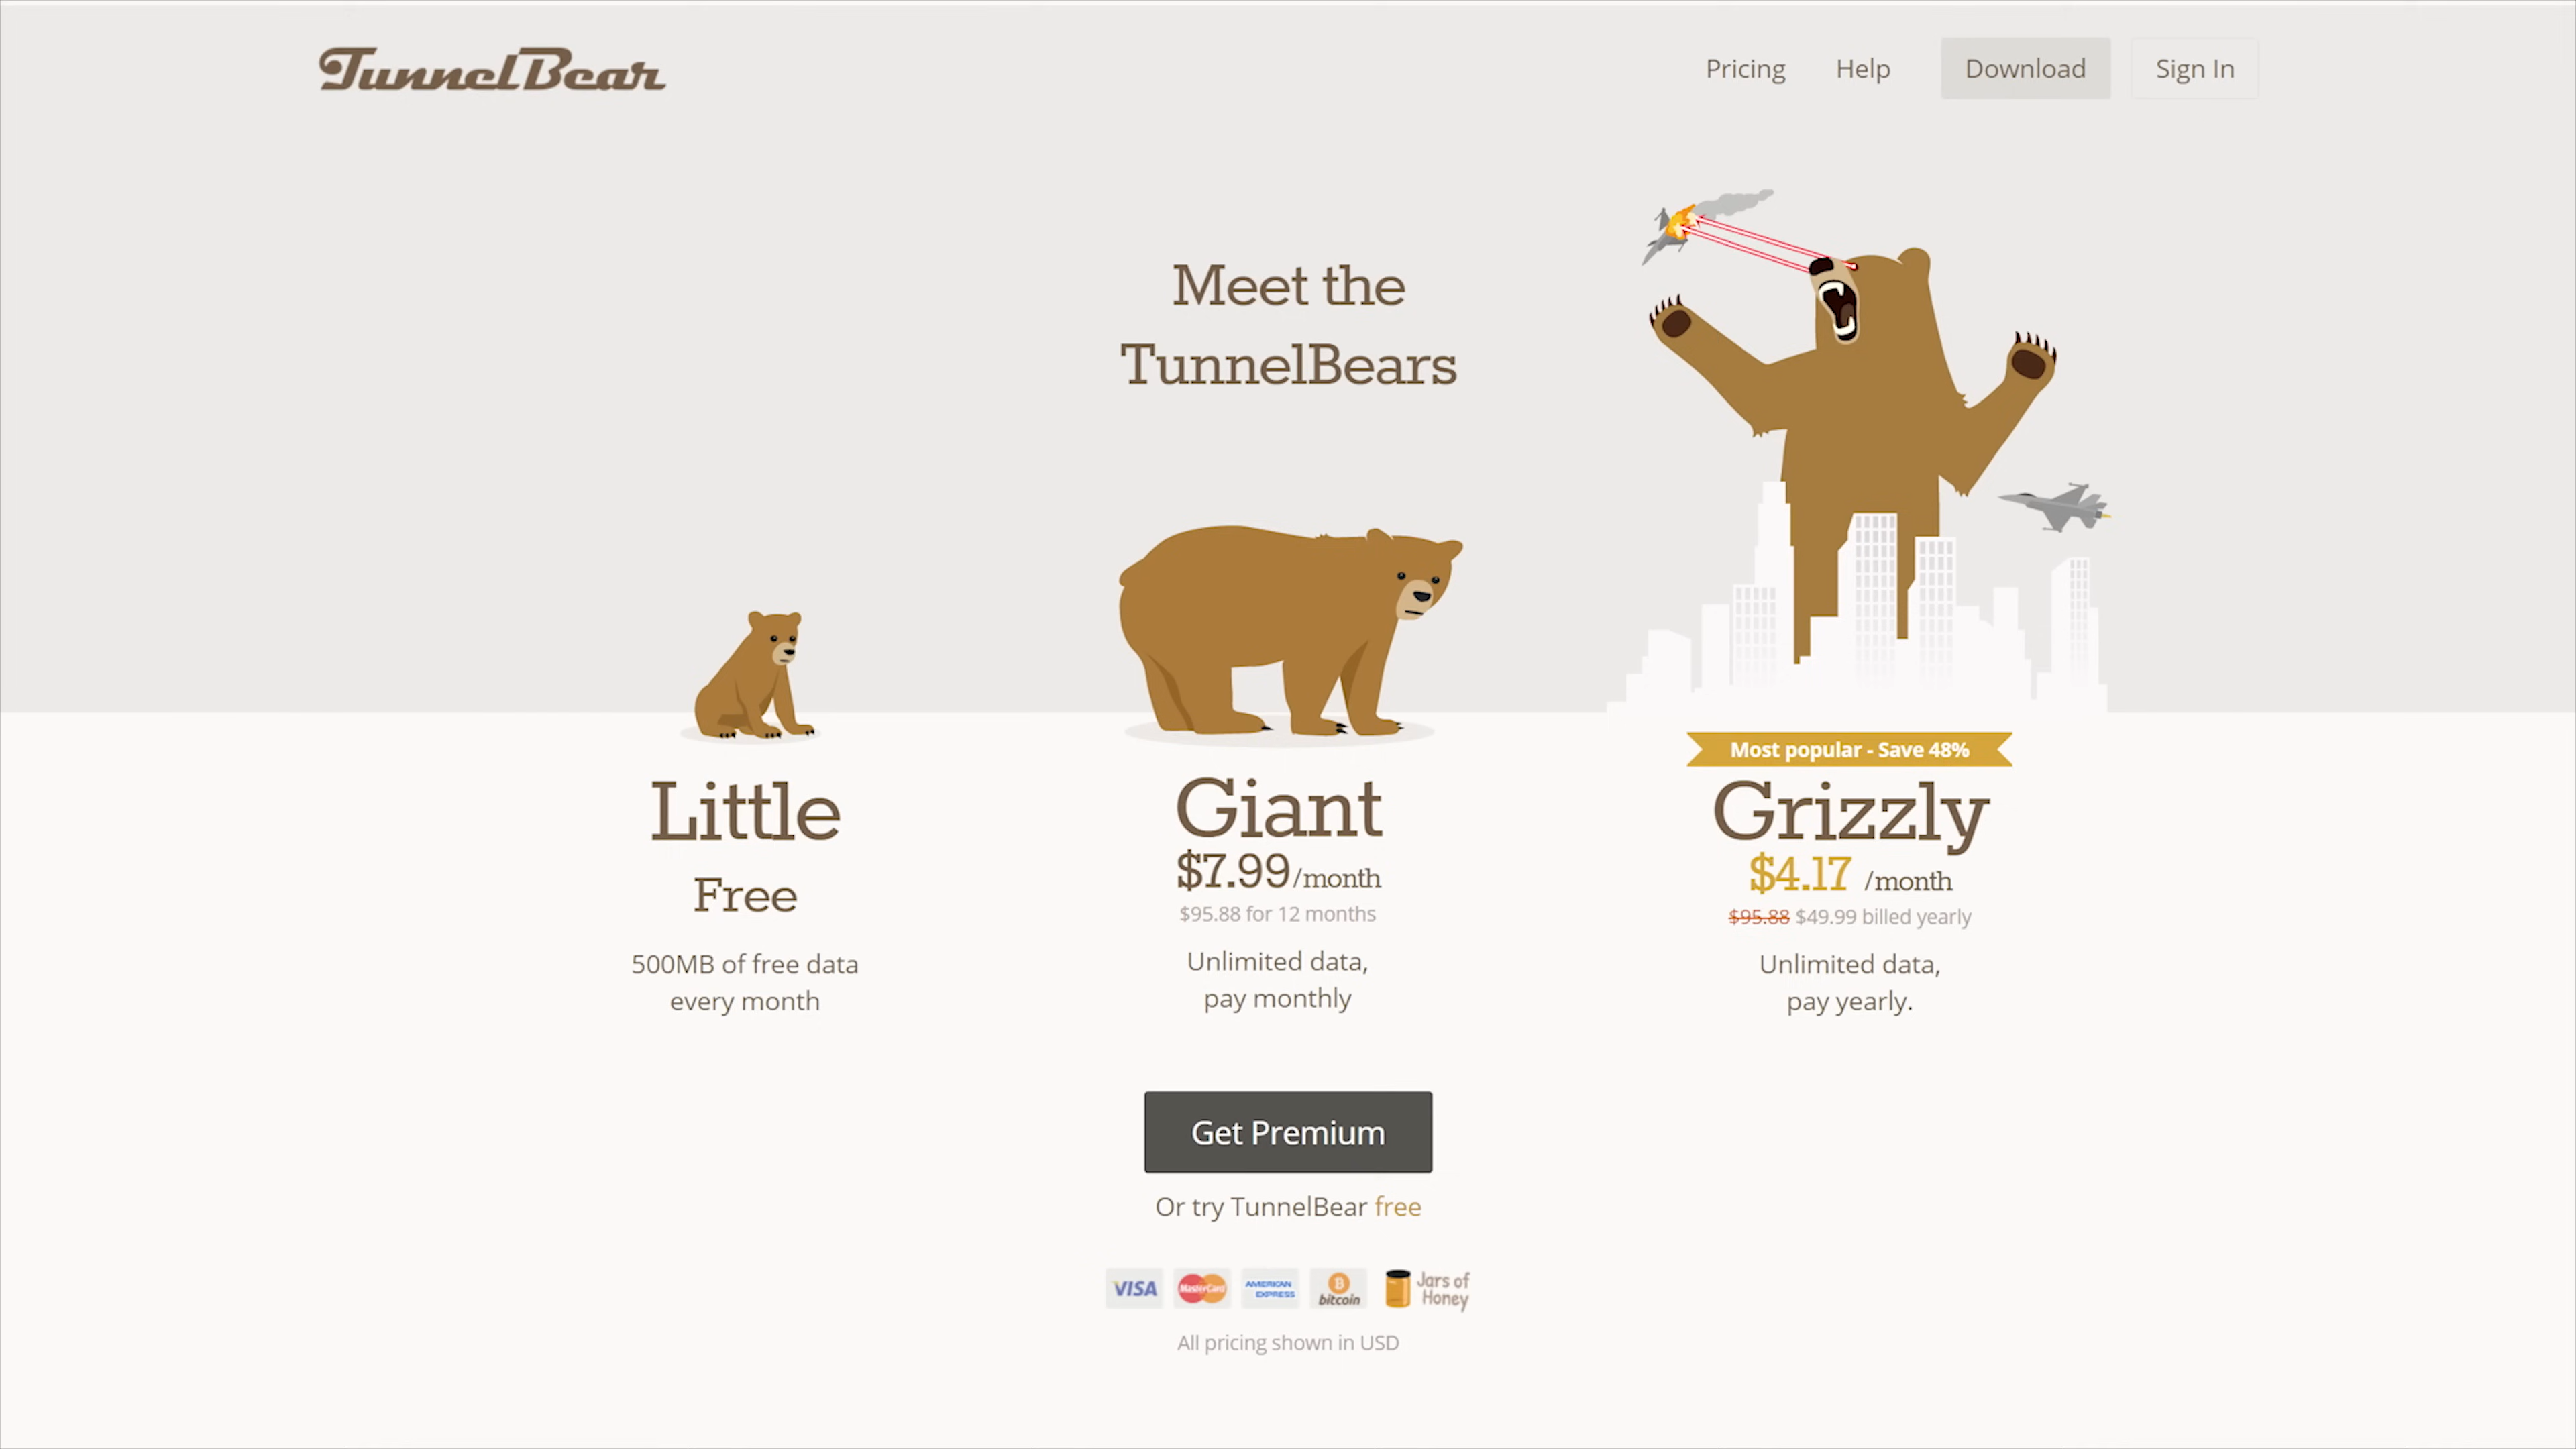 TunnelBear
Pricing
Help
Download
Sign In
Meet the
TunnelBears
Little
Free
500MB of free data
every month
Giant
$7.99/month
$95.88 for 12 months
Unlimited data,
pay monthly
Most popular - Save 48%
Grizzly
$4.17 /month
$95.88 $49.99 billed yearly
Unlimited data,
pay yearly.
Get Premium
Or try TunnelBear free
VISA
MasterCard
AMERICAN
EXPRESS
bitcoin
Jars of
Honey
All pricing shown in USD